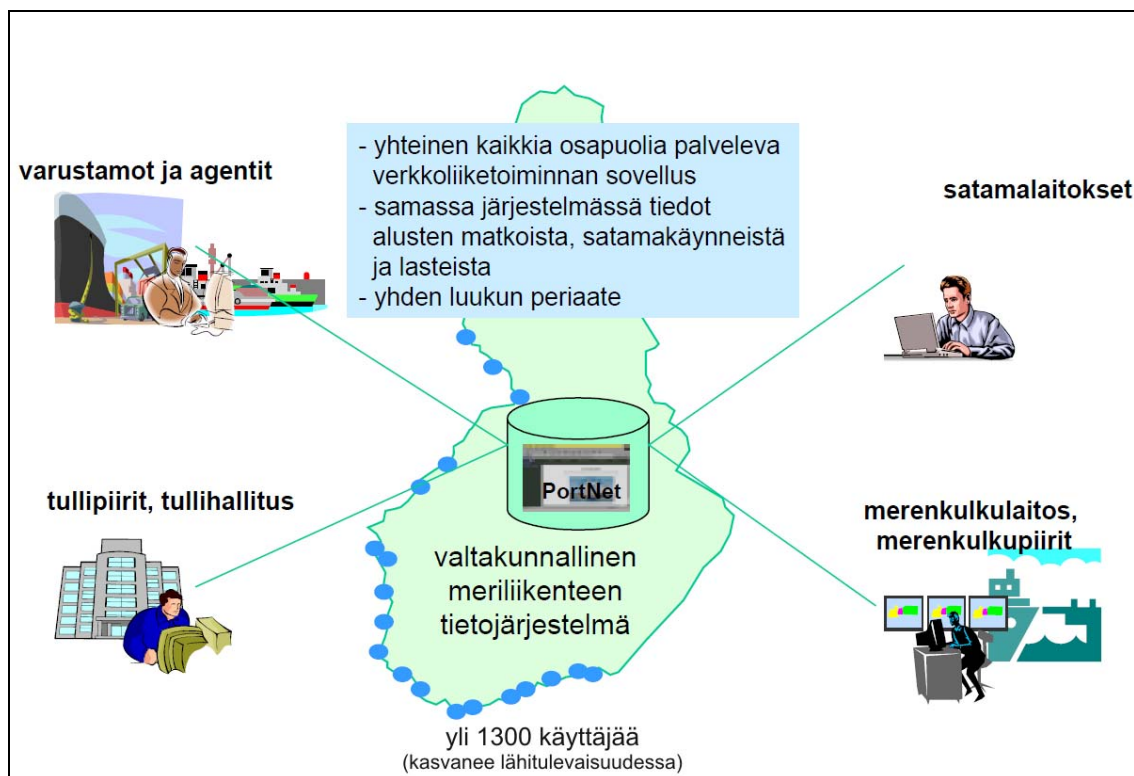 - yhteinen kaikkia osapuolia palveleva
verkkoliiketoiminnan sovellus
- samassa järjestelmässä tiedot
alusten matkoista, satamakäynneistä
ja lasteista
- yhden luukun periaate
varustamot ja agentit
satamalaitokset
PortNet
tullipiirit, tullihallitus
merenkulkulaitos,
merenkulkupiirit
valtakunnallinen
meriliikenteen
tietojärjestelmä
yli 1300 käyttäjää
(kasvanee lähitulevaisuudessa)